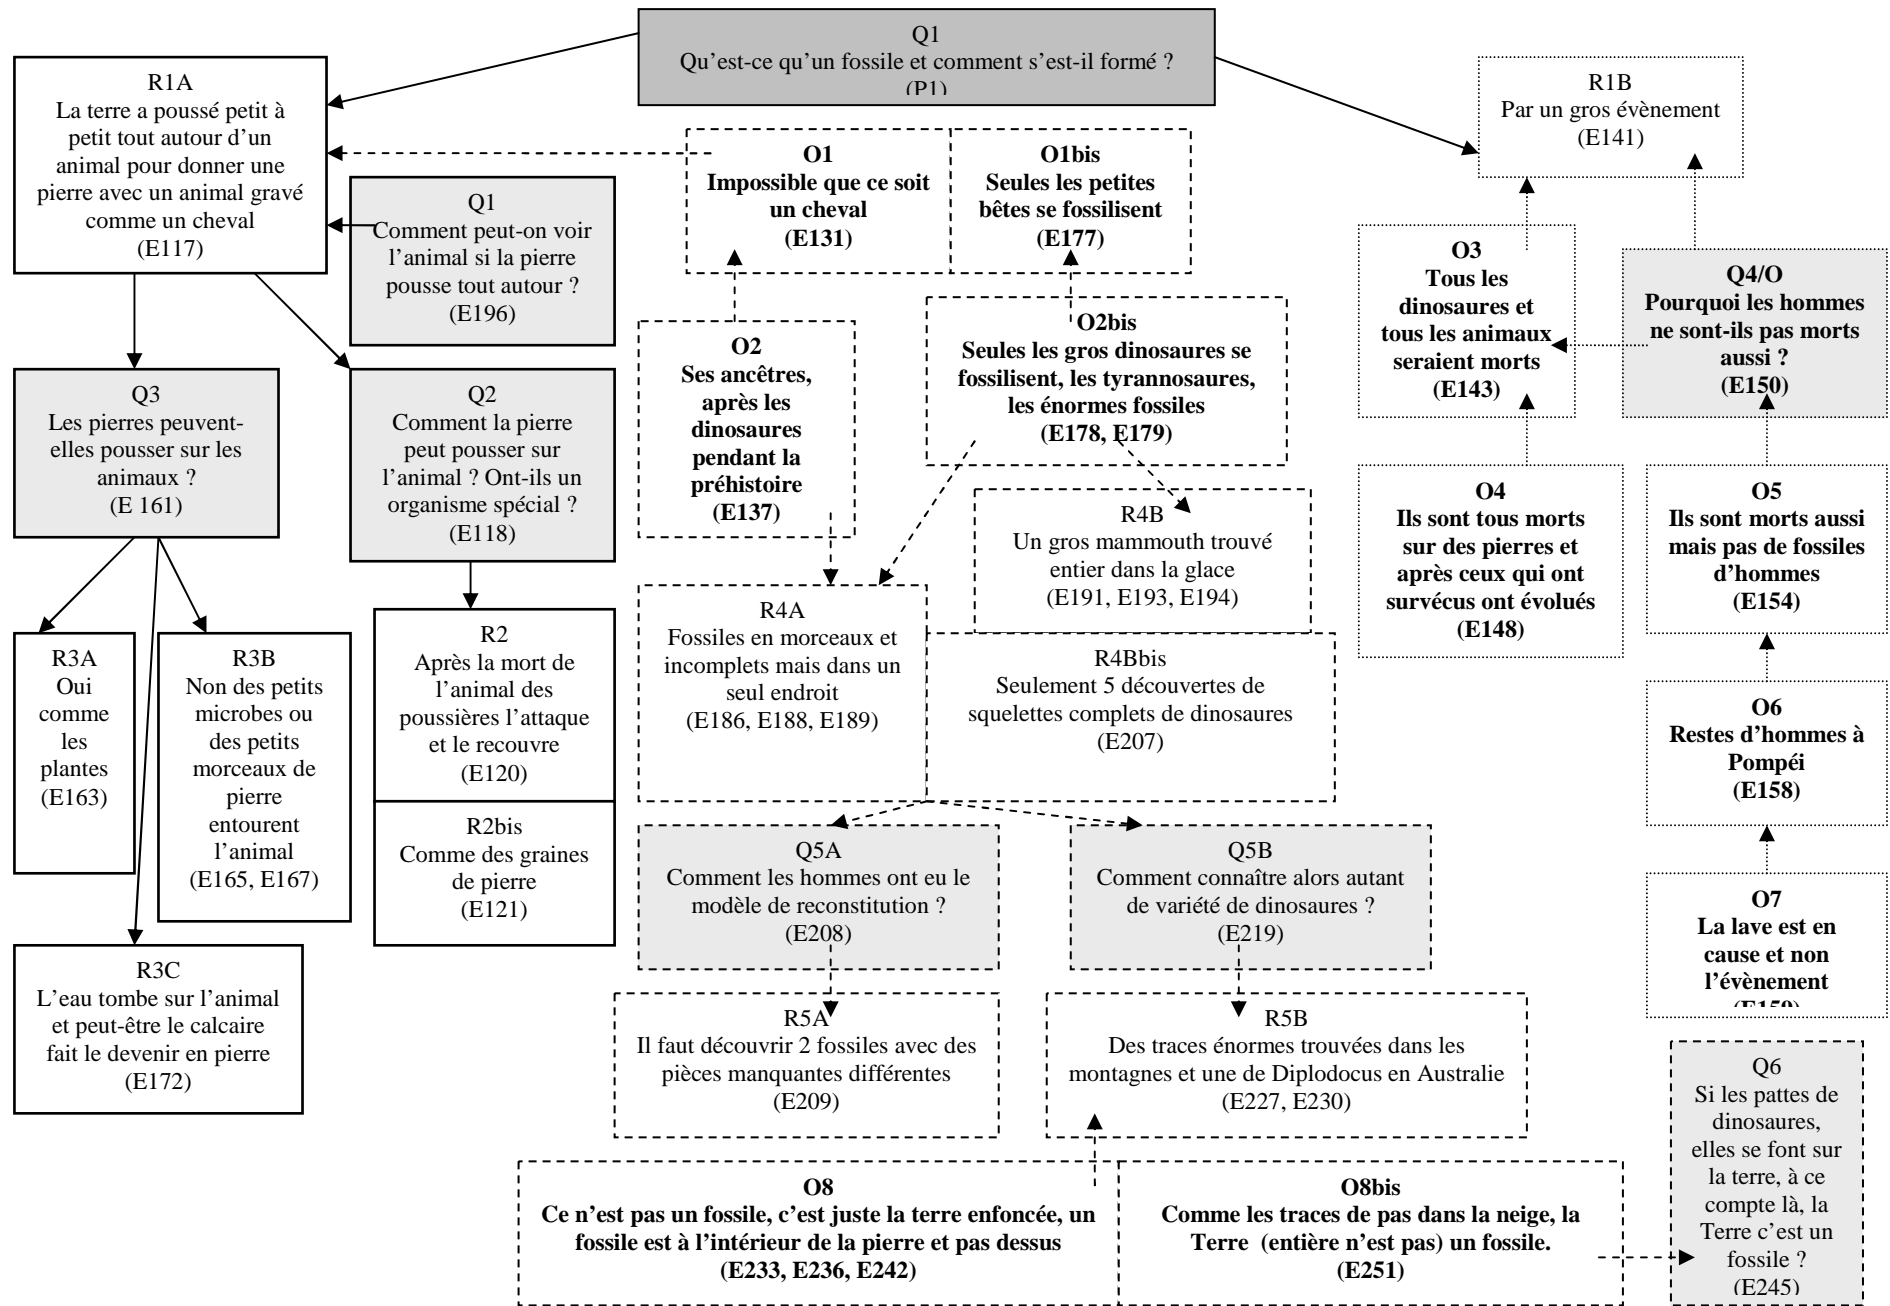 Q1
Qu'est-ce qu'un fossile et comment s'est-il formé ?
(P1)
R1A
La terre a poussé petit à
petit tout autour d'un
animal pour donner une
pierre avec un animal gravé
comme un cheval
(E117)
R1B
Par un gros évènement
(E141)
O1
Impossible que ce soit
un cheval
(E131)
O1bis
Seules les petites
bêtes se fossilisent
(E177)
Q1
Comment peut-on voir
l'animal si la pierre
pousse tout autour ?
(E196)
O3
Tous les
dinosaures et
tous les animaux
seraient morts
(E143)
Q4/O
Pourquoi les hommes
ne sont-ils pas morts
aussi ?
(E150)
O2
Ses ancêtres,
après les
dinosaures
pendant la
préhistoire
(E137)
O2bis
Seules les gros dinosaures se
fossilisent, les tyrannosaures,
les énormes fossiles
(E178, E179)
Q3
Les pierres peuvent-
elles pousser sur les
animaux ?
(E 161)
Q2
Comment la pierre
peut pousser sur
l'animal ? Ont-ils un
organisme spécial ?
(E118)
O4
Ils sont tous morts
sur des pierres et
après ceux qui ont
survécus ont évolués
(E148)
O5
Ils sont morts aussi
mais pas de fossiles
d'hommes
(E154)
R4B
Un gros mammouth trouvé
entier dans la glace
(E191, E193, E194)
R4A
Fossiles en morceaux et
incomplets mais dans un
seul endroit
(E186, E188, E189)
R4Bbis
Seulement 5 découvertes de
squelettes complets de dinosaures
(E207)
R3A
Oui
comme
les
plantes
(E163)
R3B
Non des petits
microbes ou
des petits
morceaux de
pierre
entourent
l'animal
(E165, E167)
R2
Après la mort de
l'animal des
poussières l'attaque
et le recouvre
(E120)
R2bis
Comme des graines
de pierre
(E121)
O6
Restes d'hommes à
Pompéi
(E158)
Q5A
Comment les hommes ont eu le
modèle de reconstitution ?
(E208)
Q5B
Comment connaître alors autant
de variété de dinosaures ?
(E219)
O7
La lave est en
cause et non
l'évènement
(E159)
R3C
L'eau tombe sur l'animal
et peut-être le calcaire
fait le devenir en pierre
(E172)
R5A
Il faut découvrir 2 fossiles avec des
pièces manquantes différentes
(E209)
R5B
Des traces énormes trouvées dans les
montagnes et une de Diplodocus en Australie
(E227, E230)
Q6
Si les pattes de
dinosaures,
elles se font sur
la terre, à ce
compte là, la
Terre c'est un
fossile ?
(E245)
O8
Ce n'est pas un fossile, c'est juste la terre enfoncée, un
fossile est à l'intérieur de la pierre et pas dessus
(E233, E236, E242)
O8bis
Comme les traces de pas dans la neige, la
Terre (entière n'est pas) un fossile.
(E251)